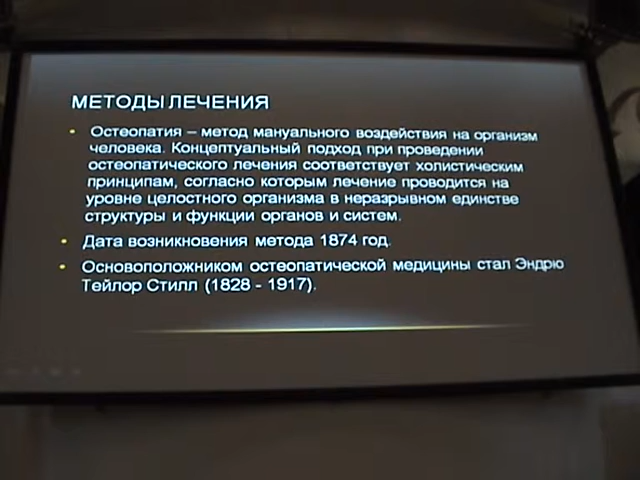 МЕТОДЫ ЛЕЧЕНИЯ
• Остеопатия – метод мануального воздействия на организм
человека. Концептуальный подход при проведении
остеопатического лечения соответствует холистическим
принципам, согласно которым лечение проводится на
уровне целостного организма в неразрывном единстве
структуры и функции органов и систем.
• Дата возникновения метода 1874 год.
• Основоположником остеопатической медицины стал Эндрю
Тейлор Стилл (1828 - 1917).